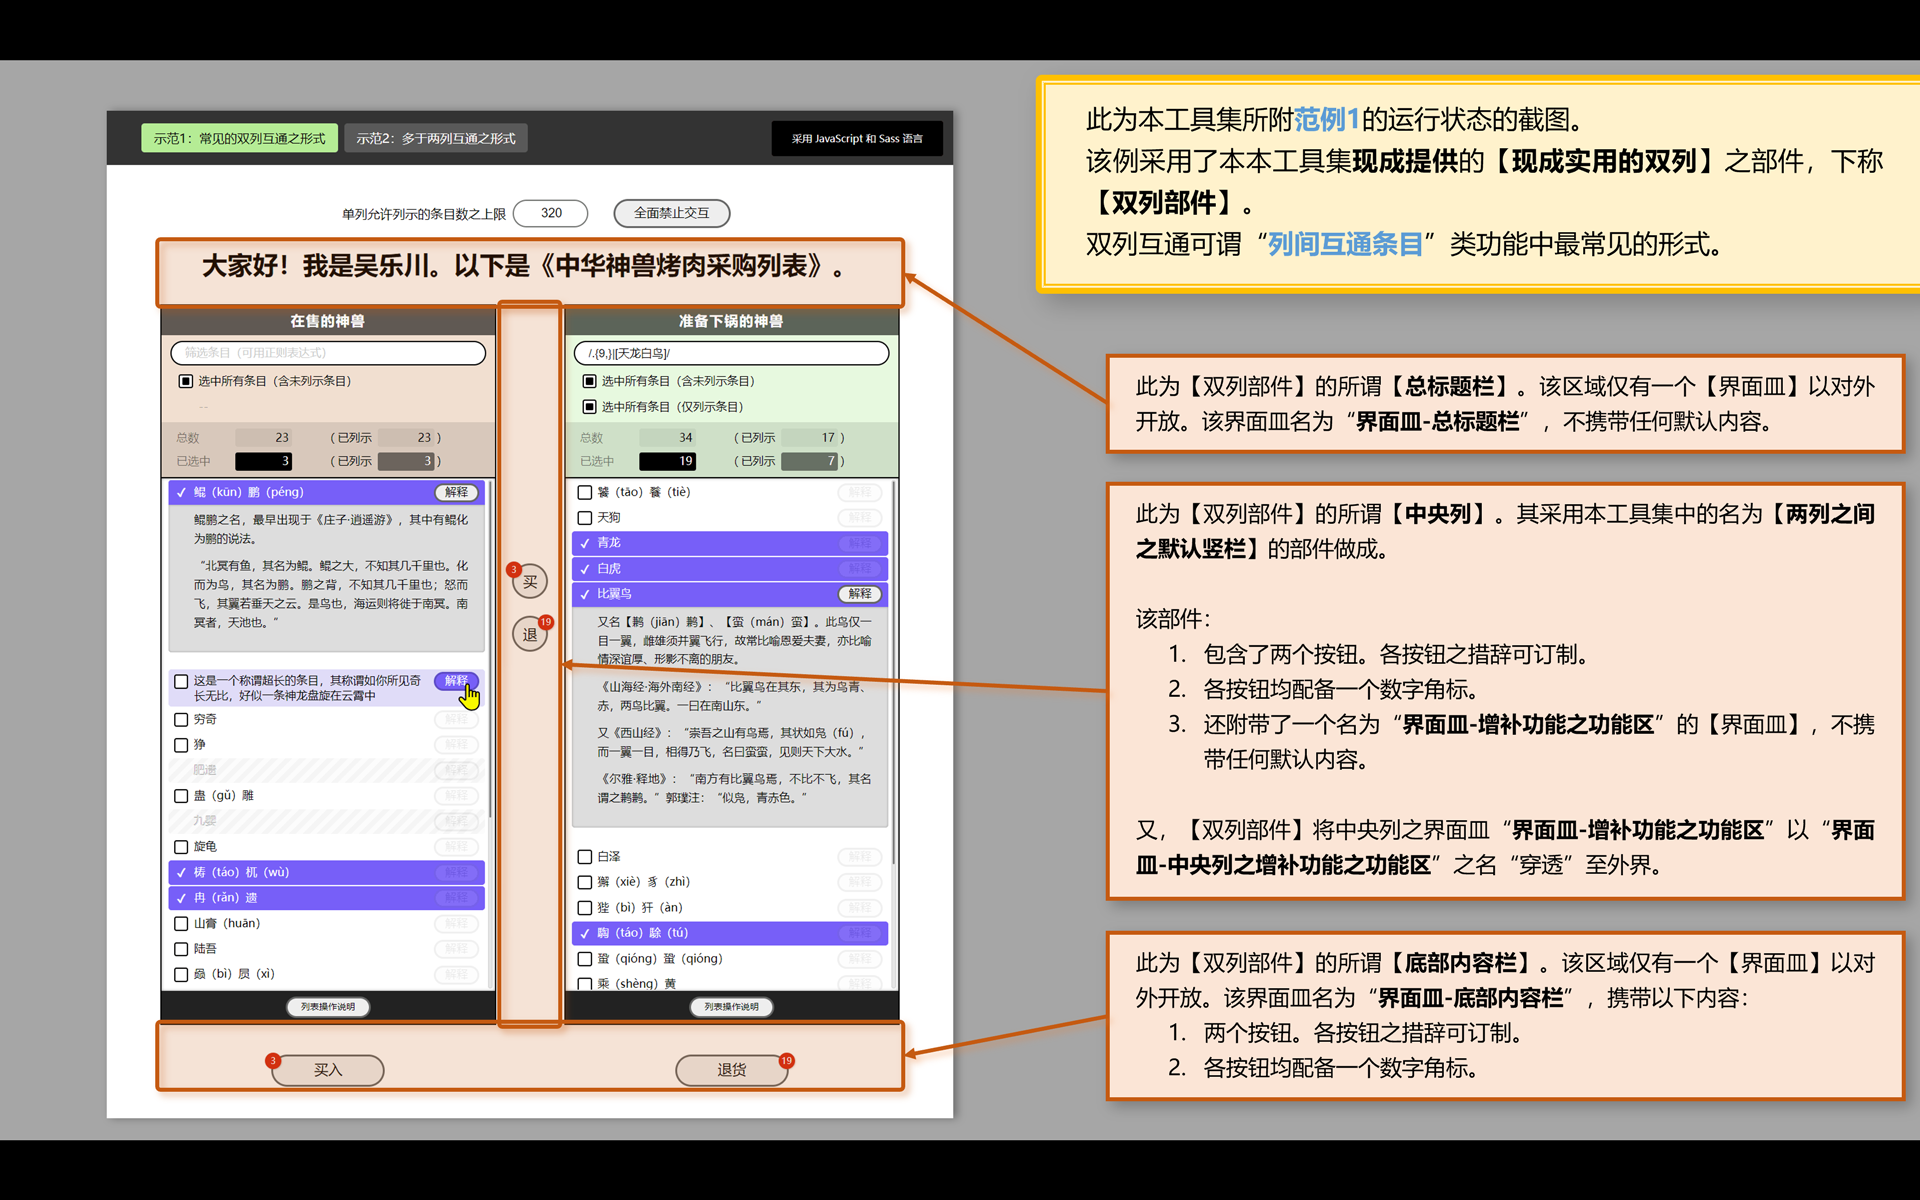 示范1：常见的双列互通之形式
示范2：多于两列互通之形式
采用 JavaScript 和 Sass 语言
单列允许列示的条目数之上限 320 全面禁止交互
大家好！我是吴乐川。以下是《中华神兽烤肉采购列表》。
在售的神兽
筛选条目（可用正则表达式）
选中所有条目（含未列示条目）
--
总数 23 （已列示 23 ）
已选中 3 （已列示 3 ）
✓ 鲲（kūn）鹏（péng） 解释
鲲鹏之名，最早出现于《庄子·逍遥游》，其中有鲲化
为鹏的说法。
“北冥有鱼，其名为鲲。鲲之大，不知其几千里也。化
而为鸟，其名为鹏。鹏之背，不知其几千里也；怒而
飞，其翼若垂天之云。是鸟也，海运则将徙于南冥。南
冥者，天池也。”
这是一个称谓超长的条目，其称谓如你所见奇
长无比，好似一条神龙盘旋在云霄中
解释
穷奇 解释
狰 解释
肥遗 解释
蛊（gǔ）雕 解释
九婴 解释
旋龟 解释
✓ 梼（táo）杌（wù） 解释
✓ 冉（rǎn）遗 解释
山膏（huān） 解释
陆吾 解释
赑（bì）屃（xì） 解释
列表操作说明
3 买
退 19
准备下锅的神兽
/.{9,}|[天龙白鸟]/
选中所有条目（含未列示条目）
选中所有条目（仅列示条目）
总数 34 （已列示 17 ）
已选中 19 （已列示 7 ）
饕（tāo）餮（tiè） 解释
天狗 解释
✓ 青龙 解释
✓ 白虎 解释
✓ 比翼鸟 解释
又名【鹣（jiān）鹣】、【蛮（mán）蛮】。此鸟仅一
目一翼，雌雄须并翼飞行，故常比喻恩爱夫妻，亦比喻
情深谊厚、形影不离的朋友。
《山海经·海外南经》：“比翼鸟在其东，其为鸟青、
赤，两鸟比翼。一曰在南山东。”
又《西山经》：“崇吾之山有鸟焉，其状如凫（fú），
而一翼一目，相得乃飞，名曰蛮蛮，见则天下大水。”
《尔雅·释地》：“南方有比翼鸟焉，不比不飞，其名
谓之鹣鹣。”郭璞注：“似凫，青赤色。”
白泽 解释
獬（xiè）豸（zhì） 解释
狴（bì）犴（àn） 解释
✓ 騊（táo）駼（tú） 解释
蛩（qióng）蛩（qióng） 解释
乘（shèng）黄 解释
列表操作说明
3 买入
退货 19
此为本工具集所附范例1的运行状态的截图。
该例采用了本本工具集现成提供的【现成实用的双列】之部件，下称
【双列部件】。
双列互通可谓“列间互通条目”类功能中最常见的形式。
此为【双列部件】的所谓【总标题栏】。该区域仅有一个【界面皿】以对外
开放。该界面皿名为“界面皿-总标题栏”，不携带任何默认内容。
此为【双列部件】的所谓【中央列】。其采用本工具集中的名为【两列之间
之默认竖栏】的部件做成。
该部件：
1. 包含了两个按钮。各按钮之措辞可订制。
2. 各按钮均配备一个数字角标。
3. 还附带了一个名为“界面皿-增补功能之功能区”的【界面皿】，不携
带任何默认内容。
又，【双列部件】将中央列之界面皿“界面皿-增补功能之功能区”以“界面
皿-中央列之增补功能之功能区”之名“穿透”至外界。
此为【双列部件】的所谓【底部内容栏】。该区域仅有一个【界面皿】以对
外开放。该界面皿名为“界面皿-底部内容栏”，携带以下内容：
1. 两个按钮。各按钮之措辞可订制。
2. 各按钮均配备一个数字角标。